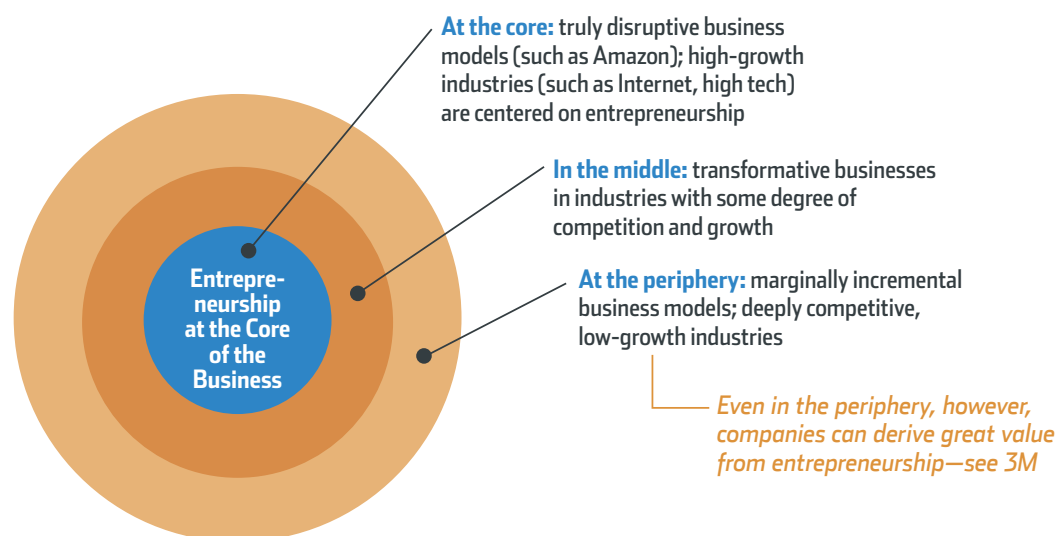 At the core: truly disruptive business
models (such as Amazon); high-growth
industries (such as Internet, high tech)
are centered on entrepreneurship
In the middle: transformative businesses
in industries with some degree of
competition and growth
Entrepre-
neurship
at the Core
of the
Business
At the periphery: marginally incremental
business models; deeply competitive,
low-growth industries
Even in the periphery, however,
companies can derive great value
from entrepreneurship—see 3M